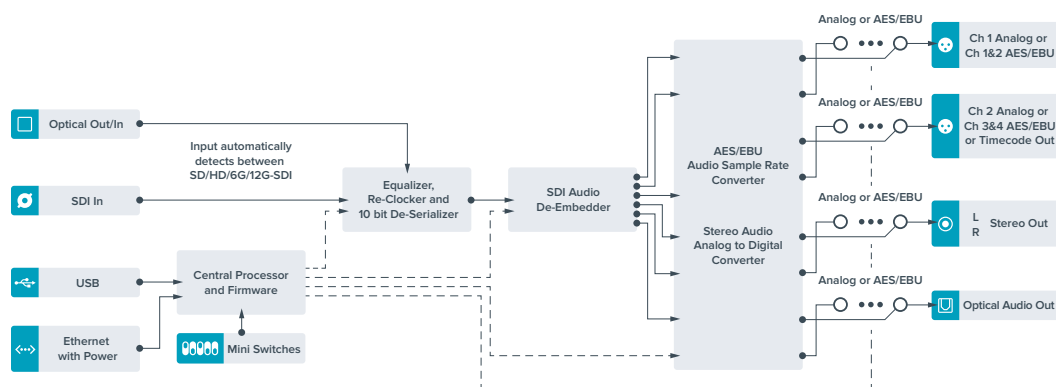 Optical Out/In
Input automatically
detects between
SD/HD/6G/12G-SDI
SDI In
USB
Ethernet
with Power
Central Processor
and Firmware
Mini Switches
Equalizer,
Re-Clocker and
10 bit De-Serializer
SDI Audio
De-Embedder
AES/EBU
Audio Sample Rate
Converter
Stereo Audio
Analog to Digital
Converter
Analog or AES/EBU
Ch 1 Analog or
Ch 1&2 AES/EBU
Analog or AES/EBU
Ch 2 Analog or
Ch 3&4 AES/EBU
or Timecode Out
Analog or AES/EBU
L
R
Stereo Out
Analog or AES/EBU
Optical Audio Out